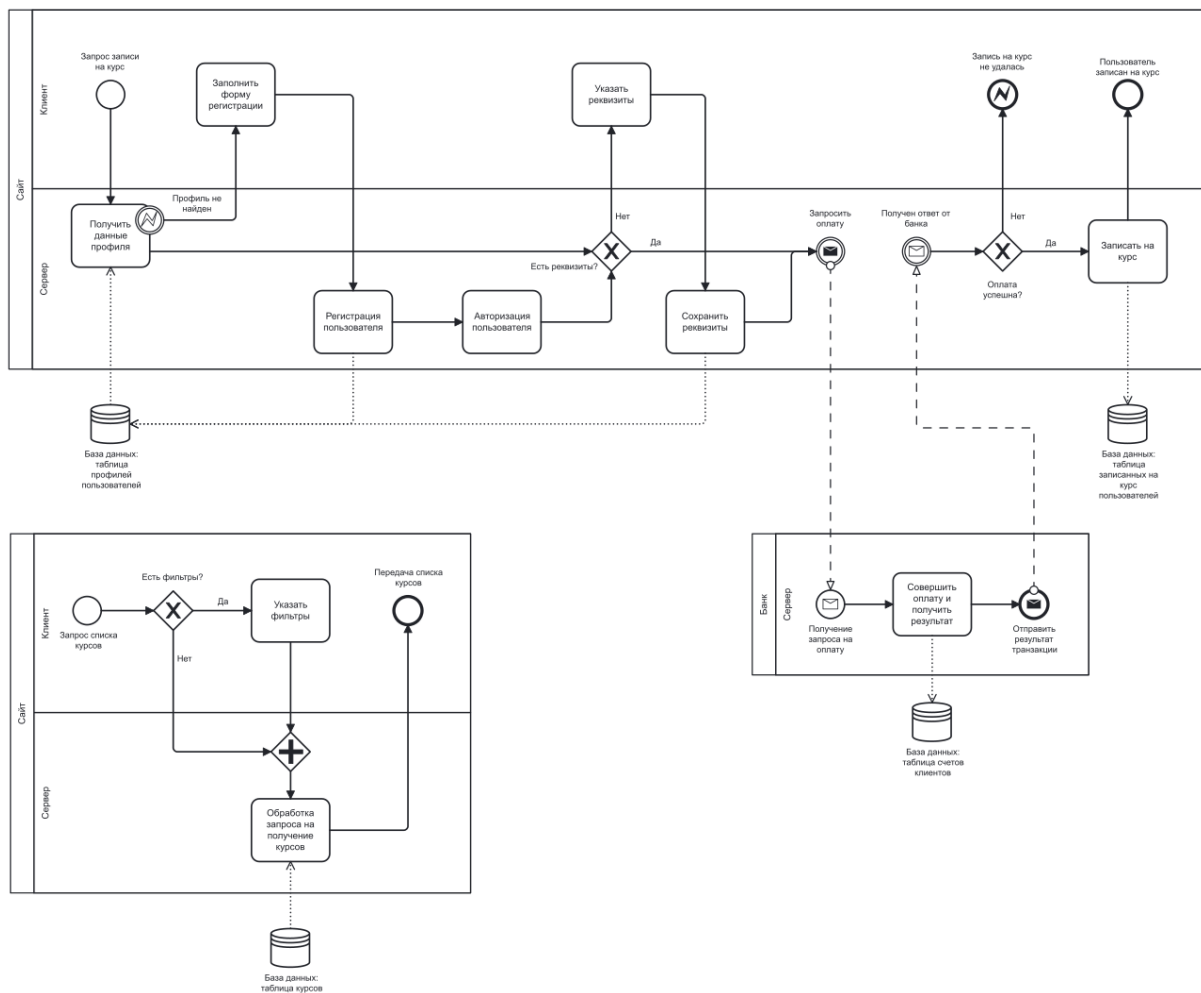 Сайт
Клиент
Сервер
Запрос записи
на курс
Заполнить
форму
регистрации
Указать
реквизиты
Запись на курс
не удалась
Пользователь
записан на курс
Получить
данные
профиля
Профиль не
найден
Нет
Есть реквизиты?
Да
Запросить
оплату
Получен ответ от
банка
Нет
Да
Оплата
успешна?
Записать на
курс
Регистрация
пользователя
Авторизация
пользователя
Сохранить
реквизиты
База данных:
таблица
профилей
пользователей
База данных:
таблица
записанных на
курс
пользователей
Сайт
Клиент
Сервер
Есть фильтры?
Запрос списка
курсов
Да
Нет
Указать
фильтры
Передача списка
курсов
Обработка
запроса на
получение
курсов
База данных:
таблица курсов
Банк
Сервер
Получение
запроса на
оплату
Совершить
оплату и
получить
результат
Отправить
результат
транзакции
База данных:
таблица счетов
клиентов